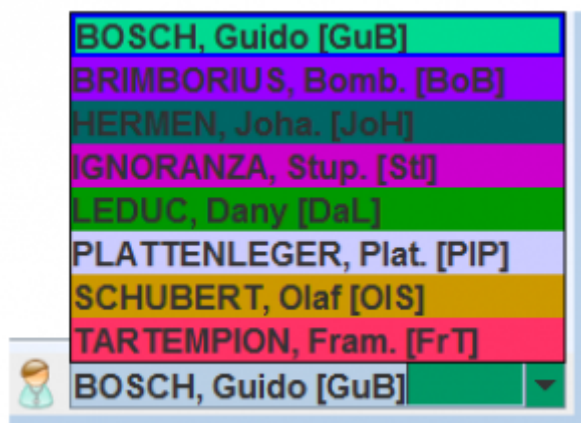 BOSCH, Guido [GuB]
BRIMBORIUS, Bomb. [BoB]
HERMEN, Joha. [JoH]
IGNORANZA, Stup. [StI]
LEDUC, Dany [DaL]
PLATTENLEGER, Plat. [PlP]
SCHUBERT, Olaf [OlS]
TARTEMPION, Fram. [FrT]
BOSCH, Guido [GuB]